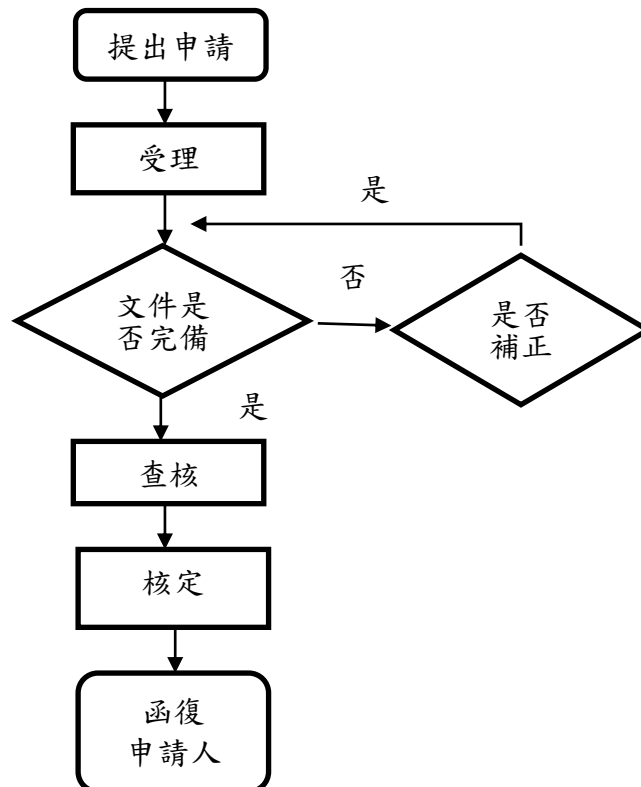 提出申請
受理
是
文件是
否完備
否
是否
補正
是
查核
核定
函復
申請人